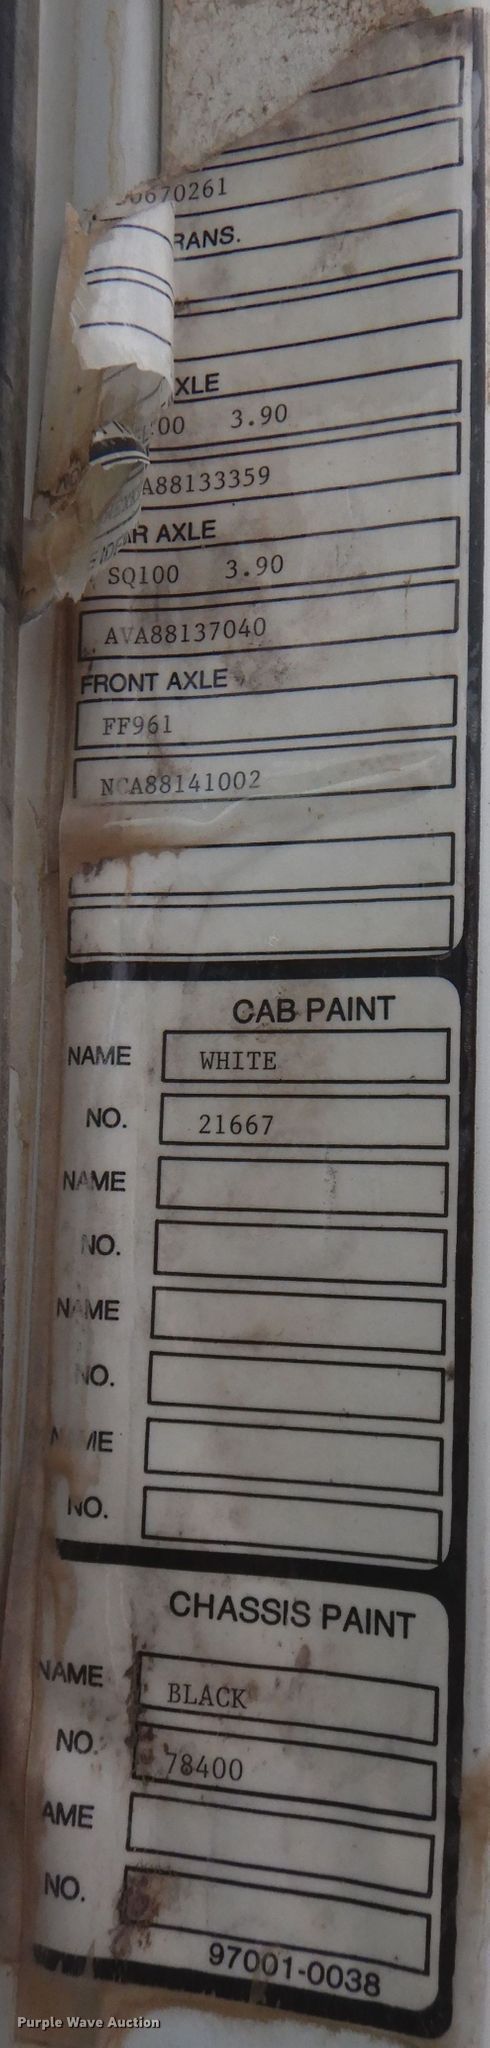 0670261
RANS.
XLE
:00 3.90
A88133359
R AXLE
SQ100 3.90
AVA88137040
FRONT AXLE
FF961
NCA88141002
CAB PAINT
NAME WHITE
NO. 21667
NAME
NO.
NAME
NO.
NAME
NO.
CHASSIS PAINT
NAME BLACK
NO. 78400
AME
NO.
97001-0038
Purple Wave Auction